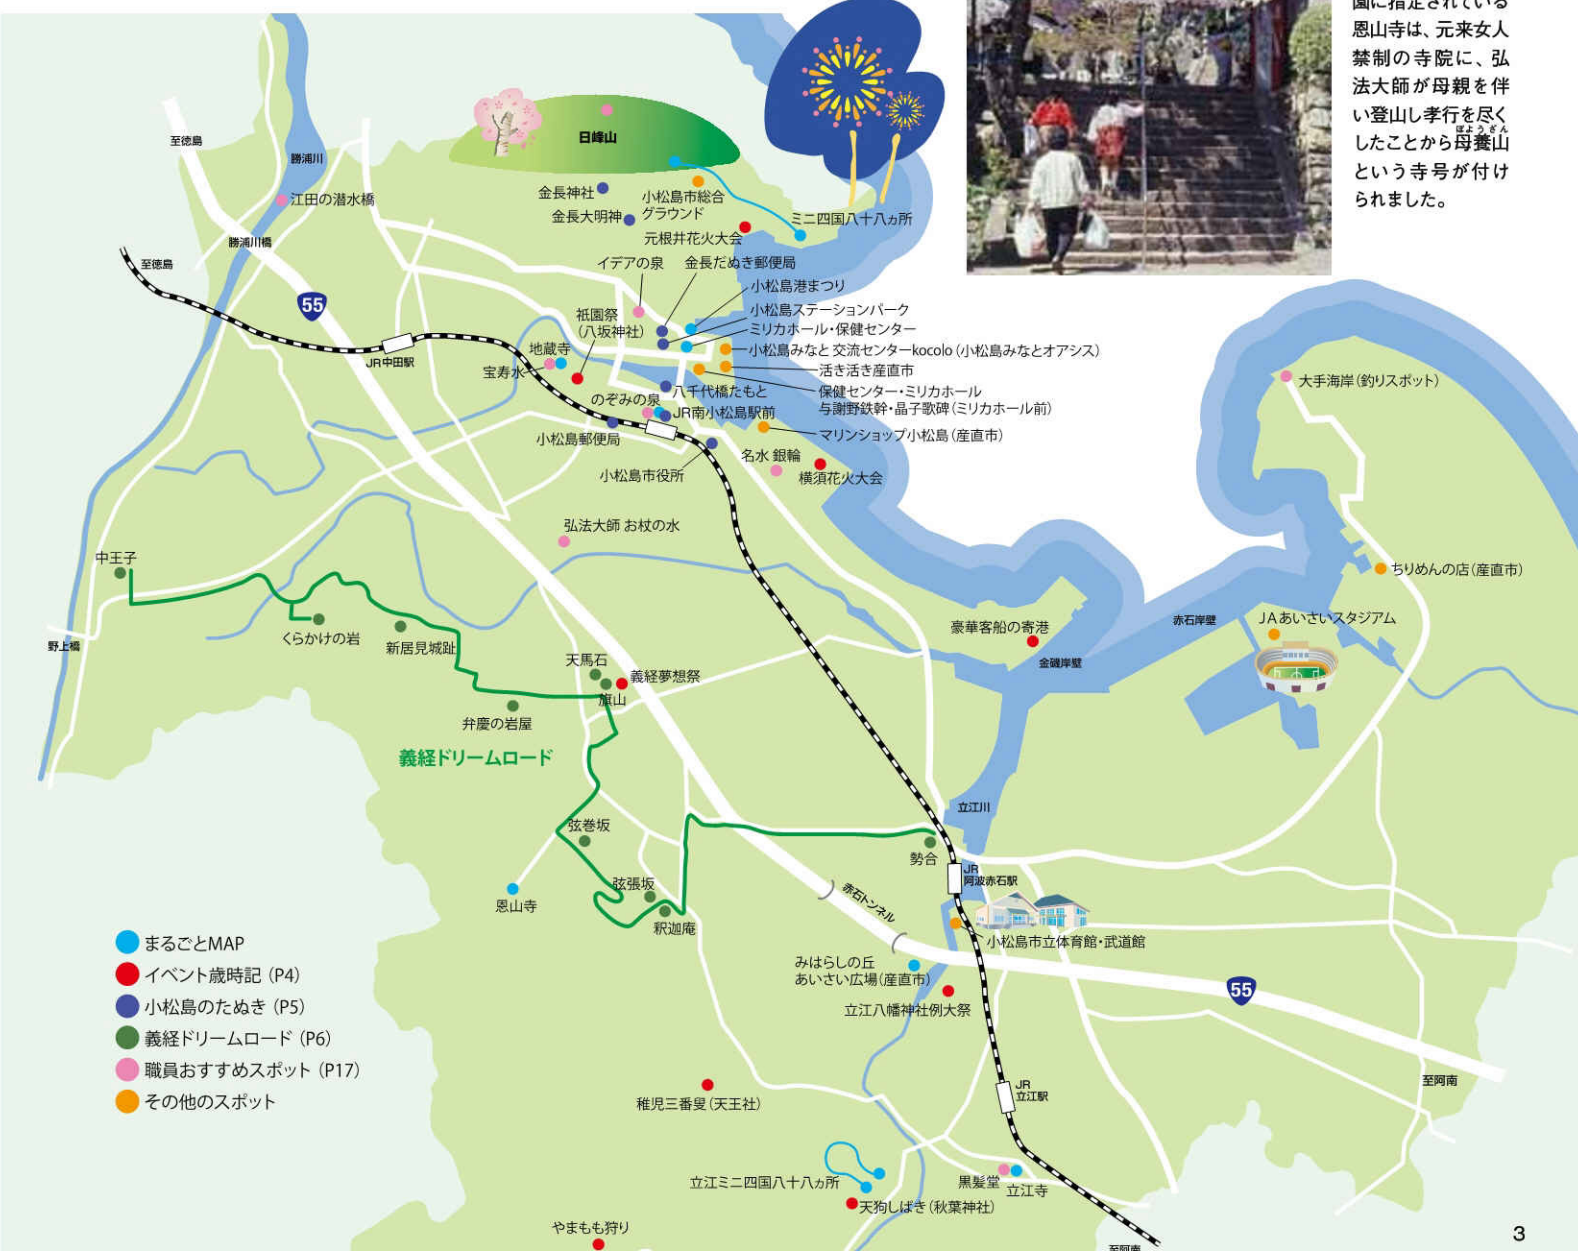 園に指定されている
恩山寺は、元来女人
禁制の寺院に、弘
法大師が母親を伴
い登山し孝行を尽く
ぼようざん
したことから母養山
という寺号が付け
られました。
日峰山
至徳島
勝浦川
江田の潜水橋
金長神社
小松島市総合
グラウンド
金長大明神
ミニ四国八十八ヵ所
元根井花火大会
勝浦川橋
至徳島
イデアの泉
金長だぬき郵便局
小松島港まつり
55
祇園祭
(八坂神社)
小松島ステーションパーク
ミリカホール・保健センター
小松島みなと 交流センターkocolo(小松島みなとオアシス)
JR中田駅
地蔵寺
宝寿水
活き活き産直市
大手海岸(釣りスポット)
八千代橋たもと
保健センター・ミリカホール
与謝野鉄幹・晶子歌碑(ミリカホール前)
のぞみの泉
JR南小松島駅前
マリンショップ小松島(産直市)
小松島郵便局
小松島市役所
名水 銀輪
横須花火大会
弘法大師 お杖の水
中王子
ちりめんの店(産直市)
くらかけの岩
新居見城趾
野上橋
豪華客船の寄港
赤石岸壁
JAあいさいスタジアム
金磯岸壁
天馬石
義経夢想祭
旗山
弁慶の岩屋
義経ドリームロード
立江川
弦巻坂
勢合
JR
阿波赤石駅
恩山寺
弦張坂
釈迦庵
赤石トンネル
小松島市立体育館・武道館
みはらしの丘
あいさい広場(産直市)
立江八幡神社例大祭
55
まるごとMAP
イベント歳時記(P4)
小松島のたぬき(P5)
義経ドリームロード(P6)
職員おすすめスポット(P17)
その他のスポット
至阿南
JR
立江駅
稚児三番叟(天王社)
立江ミニ四国八十八ヵ所
黒髪堂
立江寺
天狗しばき(秋葉神社)
やまもも狩り
至阿南
3